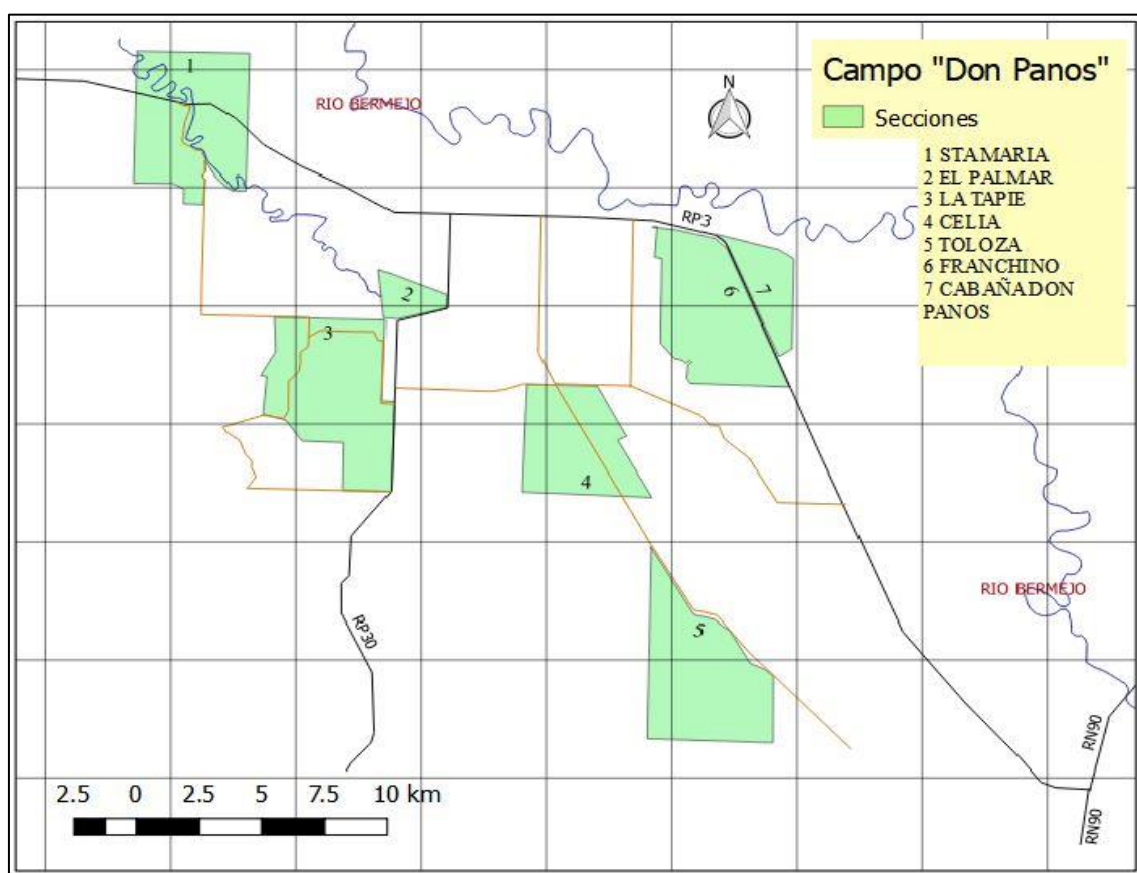 Campo "Don Panos"
Secciones
1 STAMARIA
2 EL PALMAR
3 LA TAPIE
4 CELIA
5 TOLOZA
6 FRANCHINO
7 CABAÑA DON
PANOS
N
1
RIO BERMEJO
RP3
2
6
7
3
4
RIO BERMEJO
RP30
5
RN90
RN90
2.5 0 2.5 5 7.5 10 km